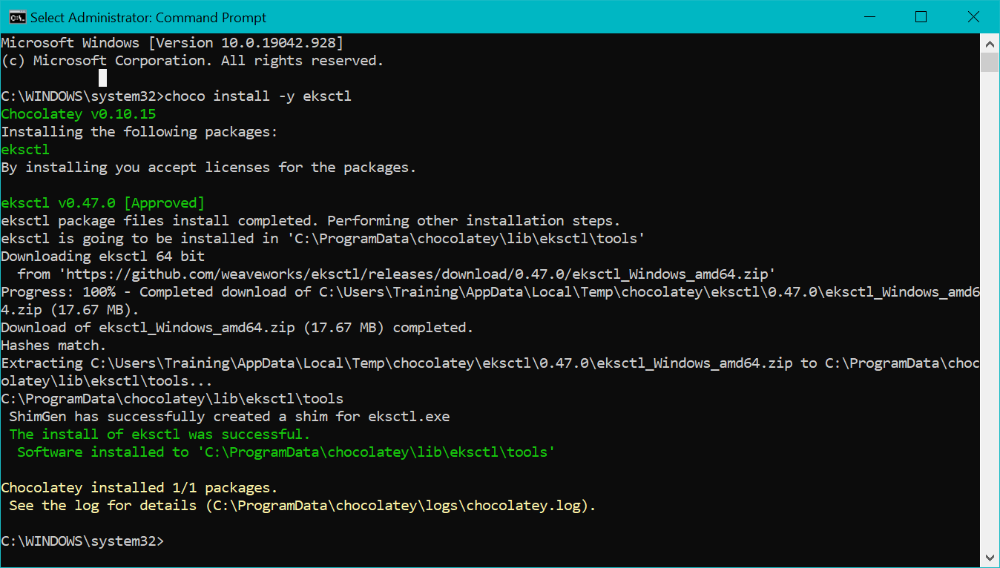 Select Administrator: Command Prompt
Microsoft Windows [Version 10.0.19042.928]
(c) Microsoft Corporation. All rights reserved.
C:\WINDOWS\system32>choco install -y eksctl
Chocolatey v0.10.15
Installing the following packages:
eksctl
By installing you accept licenses for the packages.
eksctl v0.47.0 [Approved]
eksctl package files install completed. Performing other installation steps.
eksctl is going to be installed in 'C:\ProgramData\chocolatey\lib\eksctl\tools'
Downloading eksctl 64 bit
  from 'https://github.com/weaveworks/eksctl/releases/download/0.47.0/eksctl_Windows_amd64.zip'
Progress: 100% - Completed download of C:\Users\Training\AppData\Local\Temp\chocolatey\eksctl\0.47.0\eksctl_Windows_amd6
4.zip (17.67 MB).
Download of eksctl_Windows_amd64.zip (17.67 MB) completed.
Hashes match.
Extracting C:\Users\Training\AppData\Local\Temp\chocolatey\eksctl\0.47.0\eksctl_Windows_amd64.zip to C:\ProgramData\choc
olatey\lib\eksctl\tools...
C:\ProgramData\chocolatey\lib\eksctl\tools
 ShimGen has successfully created a shim for eksctl.exe
 The install of eksctl was successful.
  Software installed to 'C:\ProgramData\chocolatey\lib\eksctl\tools'
Chocolatey installed 1/1 packages.
 See the log for details (C:\ProgramData\chocolatey\logs\chocolatey.log).
C:\WINDOWS\system32>